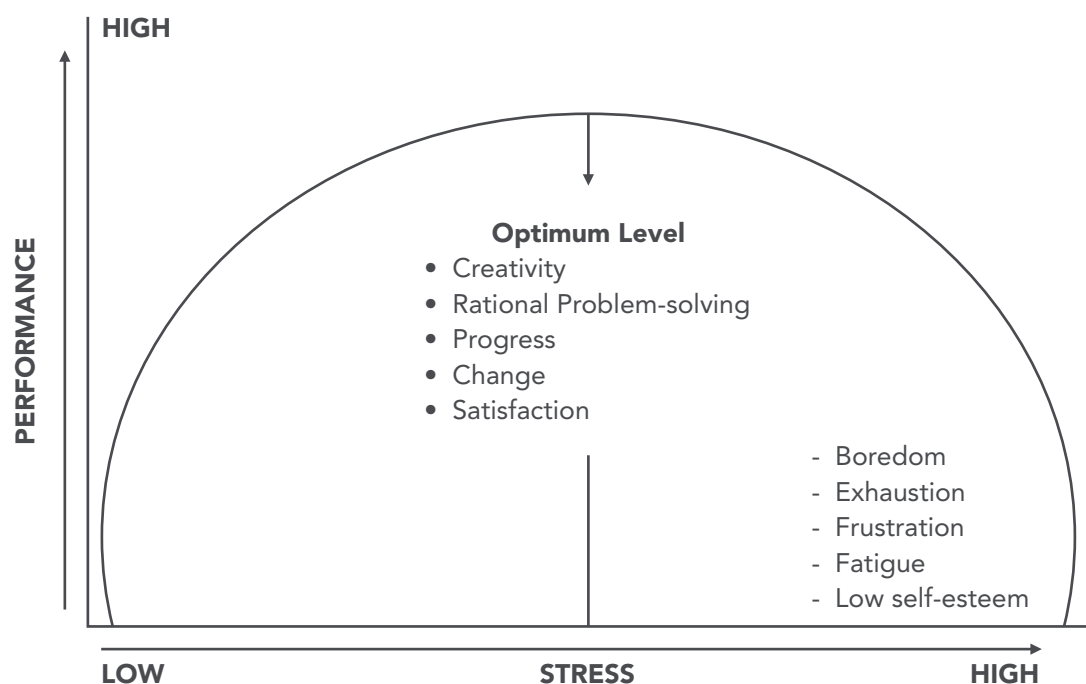 HIGH
PERFORMANCE
Optimum Level
• Creativity
• Rational Problem-solving
• Progress
• Change
• Satisfaction
- Boredom
- Exhaustion
- Frustration
- Fatigue
- Low self-esteem
LOW STRESS HIGH